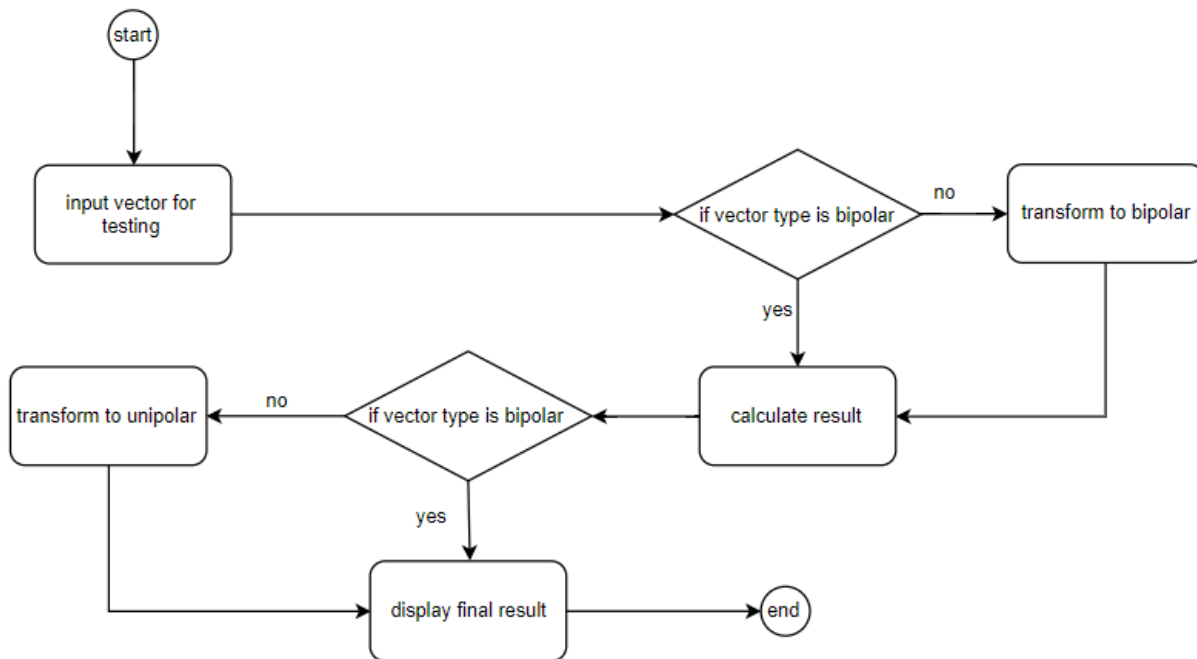 start
input vector for
testing
if vector type is bipolar
no
transform to bipolar
yes
transform to unipolar
no
if vector type is bipolar
calculate result
yes
display final result
end